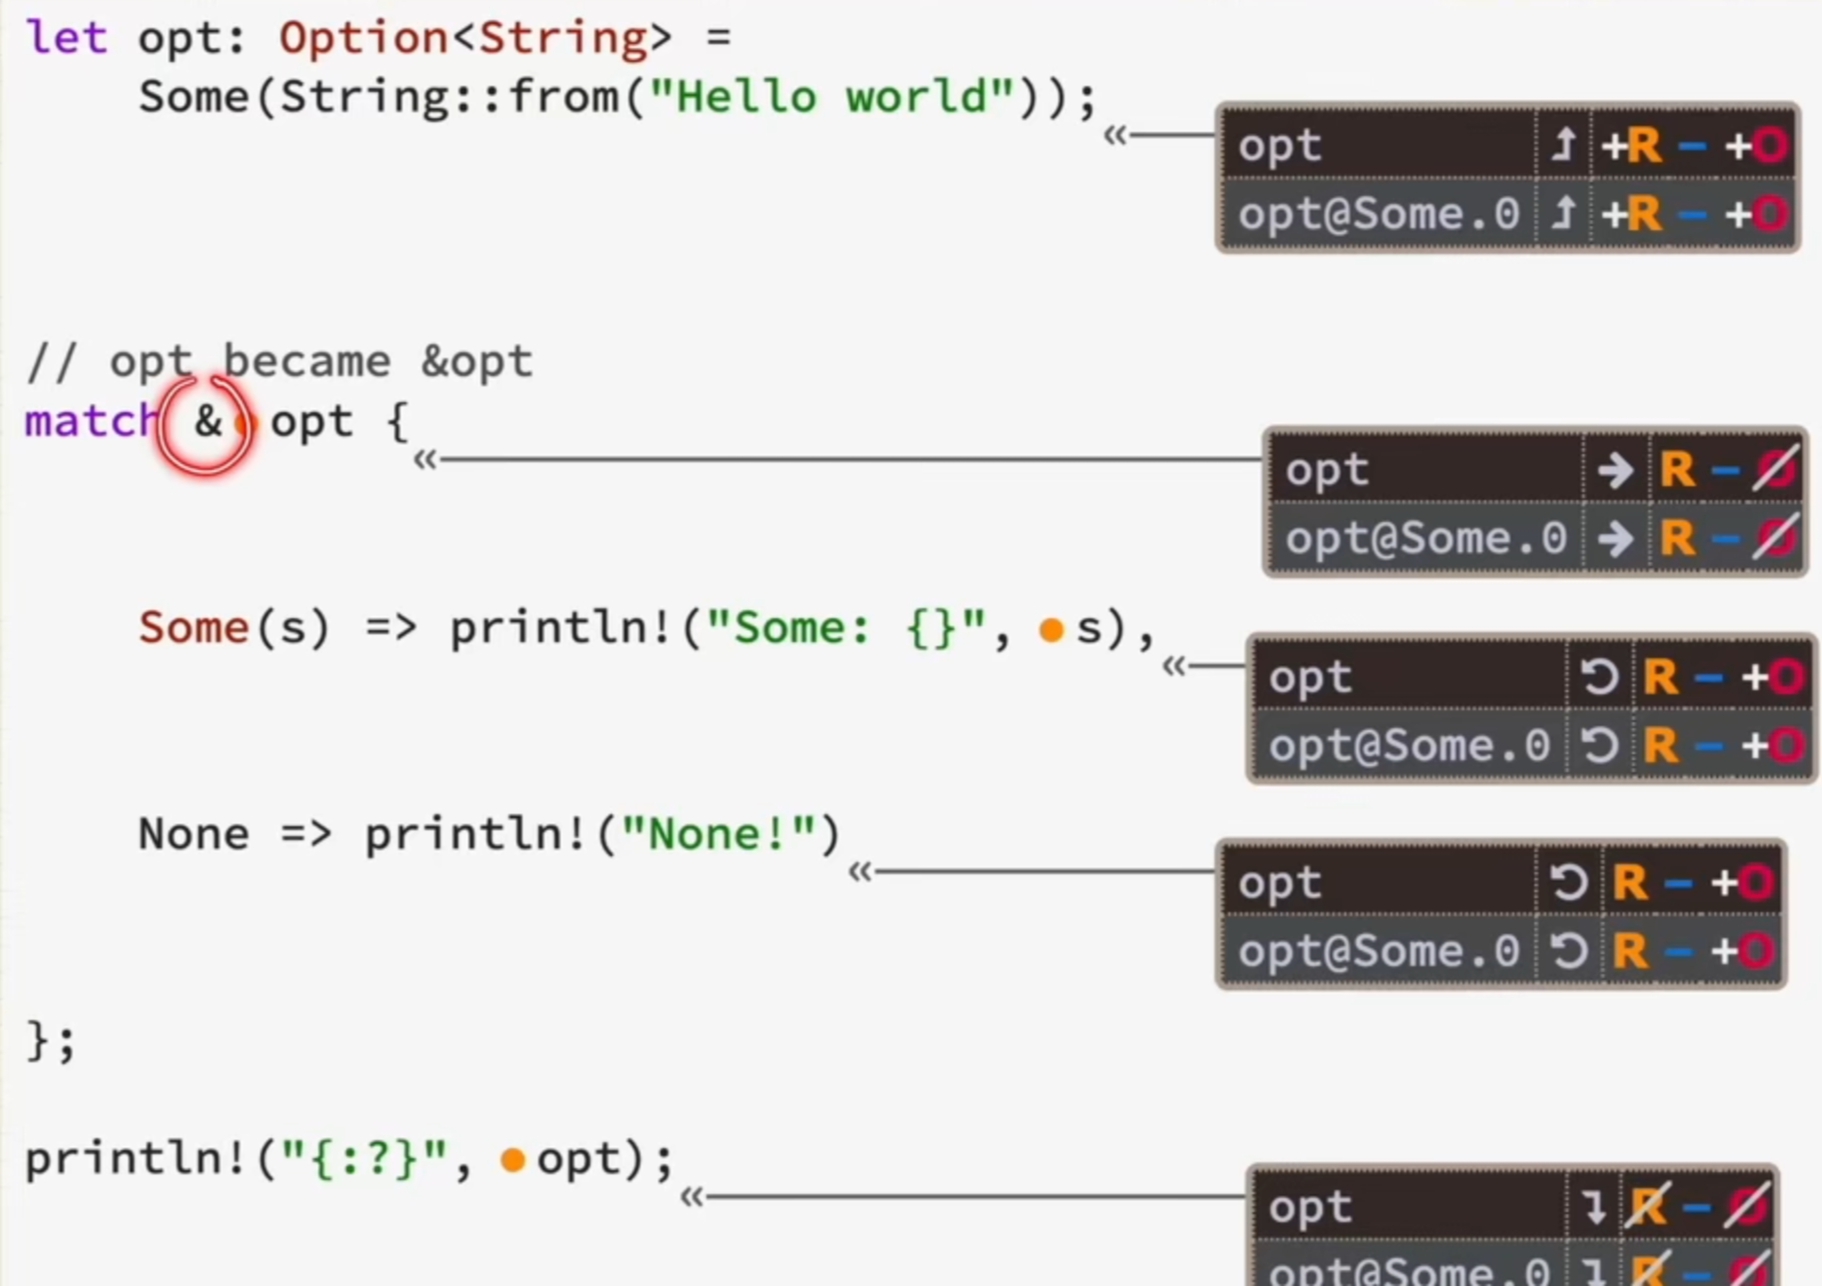 let opt: Option<String> =
    Some(String::from("Hello world"));
opt +R - +O
opt@Some.0 +R - +O
// opt became &opt
match & opt {
opt → R - O
opt@Some.0 → R - O
    Some(s) => println!("Some: {}", s),
opt R - +O
opt@Some.0 R - +O
    None => println!("None!")
opt R - +O
opt@Some.0 R - +O
};
println!("{:?}", opt);
opt R - O
opt@Some.0 R - O